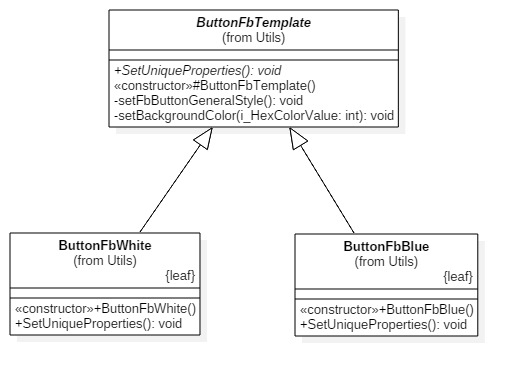 ButtonFbTemplate
(from Utils)
+SetUniqueProperties(): void
«constructor»#ButtonFbTemplate()
-setFbButtonGeneralStyle(): void
-setBackgroundColor(i_HexColorValue: int): void
ButtonFbWhite
(from Utils)
{leaf}
«constructor»+ButtonFbWhite()
+SetUniqueProperties(): void
ButtonFbBlue
(from Utils)
{leaf}
«constructor»+ButtonFbBlue()
+SetUniqueProperties(): void